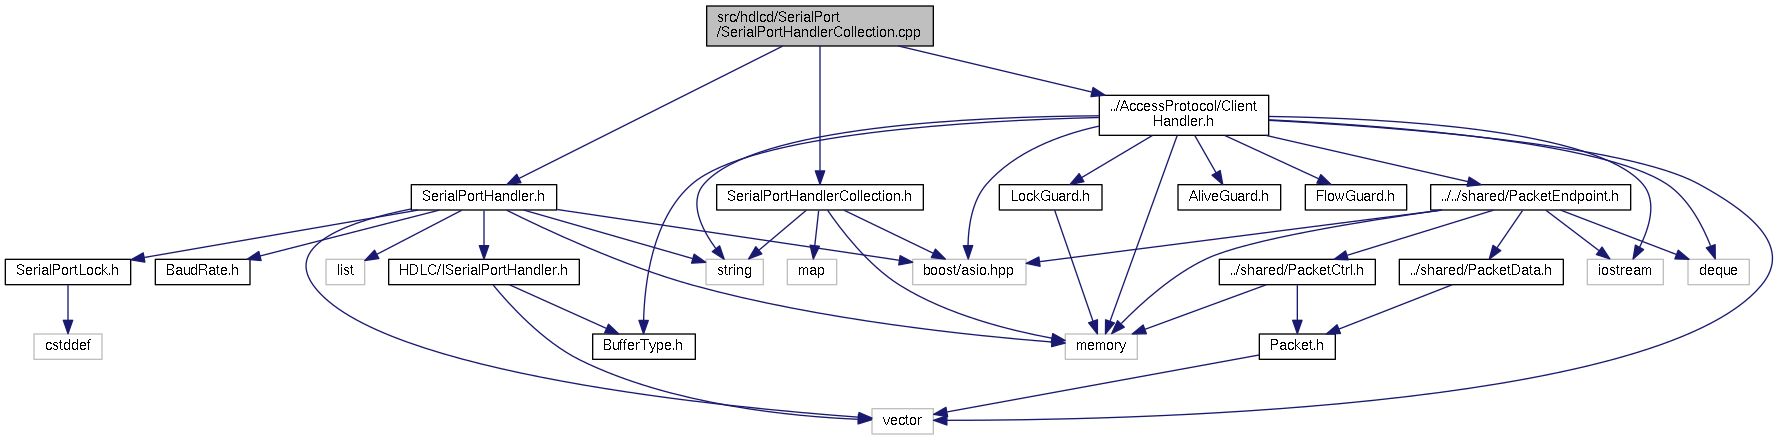 src/hdlcd/SerialPort
/SerialPortHandlerCollection.cpp
../AccessProtocol/Client
Handler.h
SerialPortHandler.h
SerialPortHandlerCollection.h
LockGuard.h
AliveGuard.h
FlowGuard.h
../../shared/PacketEndpoint.h
SerialPortLock.h
BaudRate.h
list
HDLC/ISerialPortHandler.h
string
map
boost/asio.hpp
../shared/PacketCtrl.h
../shared/PacketData.h
iostream
deque
cstddef
BufferType.h
memory
Packet.h
vector